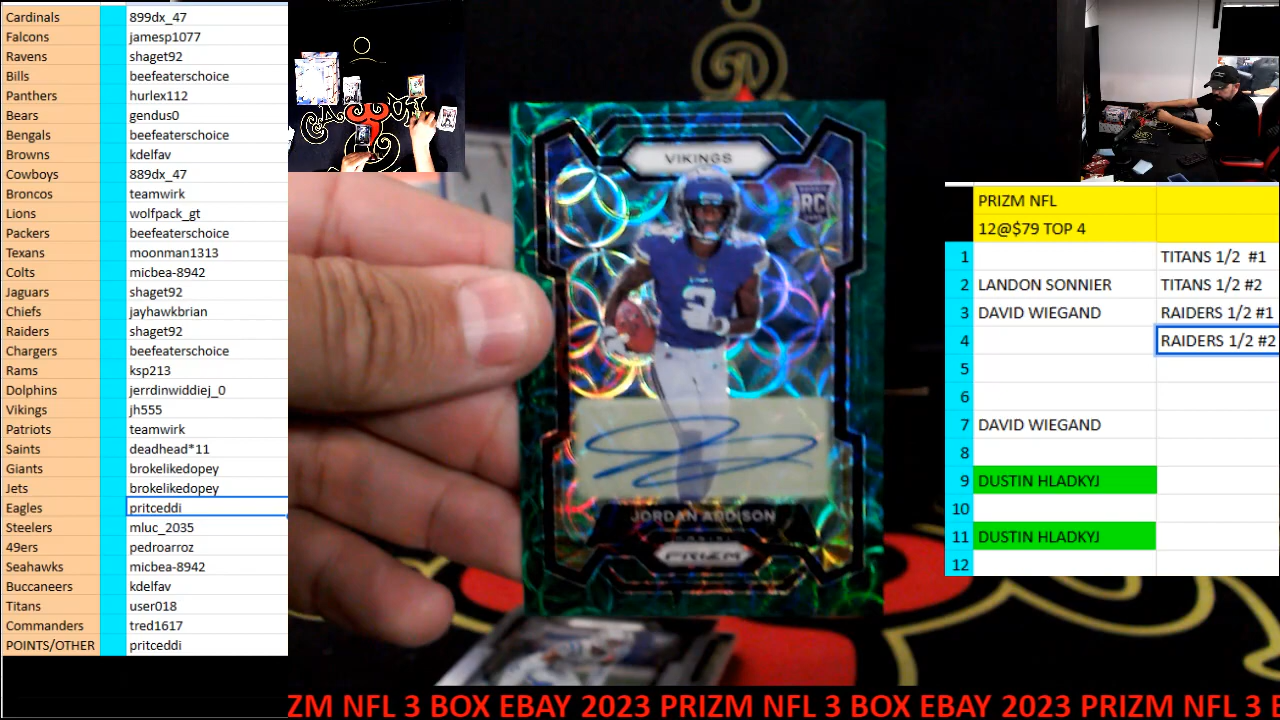 Cardinals 899dx_47
Falcons jamesp1077
Ravens shaget92
Bills beefeaterschoice
Panthers hurlex112
Bears gendus0
Bengals beefeaterschoice
Browns kdelfav
Cowboys 889dx_47
Broncos teamwirk
Lions wolfpack_gt
Packers beefeaterschoice
Texans moonman1313
Colts micbea-8942
Jaguars shaget92
Chiefs jayhawkbrian
Raiders shaget92
Chargers beefeaterschoice
Rams ksp213
Dolphins jerrdinwiddiej_0
Vikings jh555
Patriots teamwirk
Saints deadhead*11
Giants brokelikedopey
Jets brokelikedopey
Eagles pritceddi
Steelers mluc_2035
49ers pedroarroz
Seahawks micbea-8942
Buccaneers kdelfav
Titans user018
Commanders tred1617
POINTS/OTHER pritceddi
VIKINGS
RC
3
JORDAN ADDISON
PANINI
PRIZM
PRIZM NFL
12@$79 TOP 4
1 TITANS 1/2 #1
2 LANDON SONNIER TITANS 1/2 #2
3 DAVID WIEGAND RAIDERS 1/2 #1
4 RAIDERS 1/2 #2
5
6
7 DAVID WIEGAND
8
9 DUSTIN HLADKYJ
10
11 DUSTIN HLADKYJ
12
ZM NFL 3 BOX EBAY 2023 PRIZM NFL 3 BOX EBAY 2023 PRIZM NFL 3